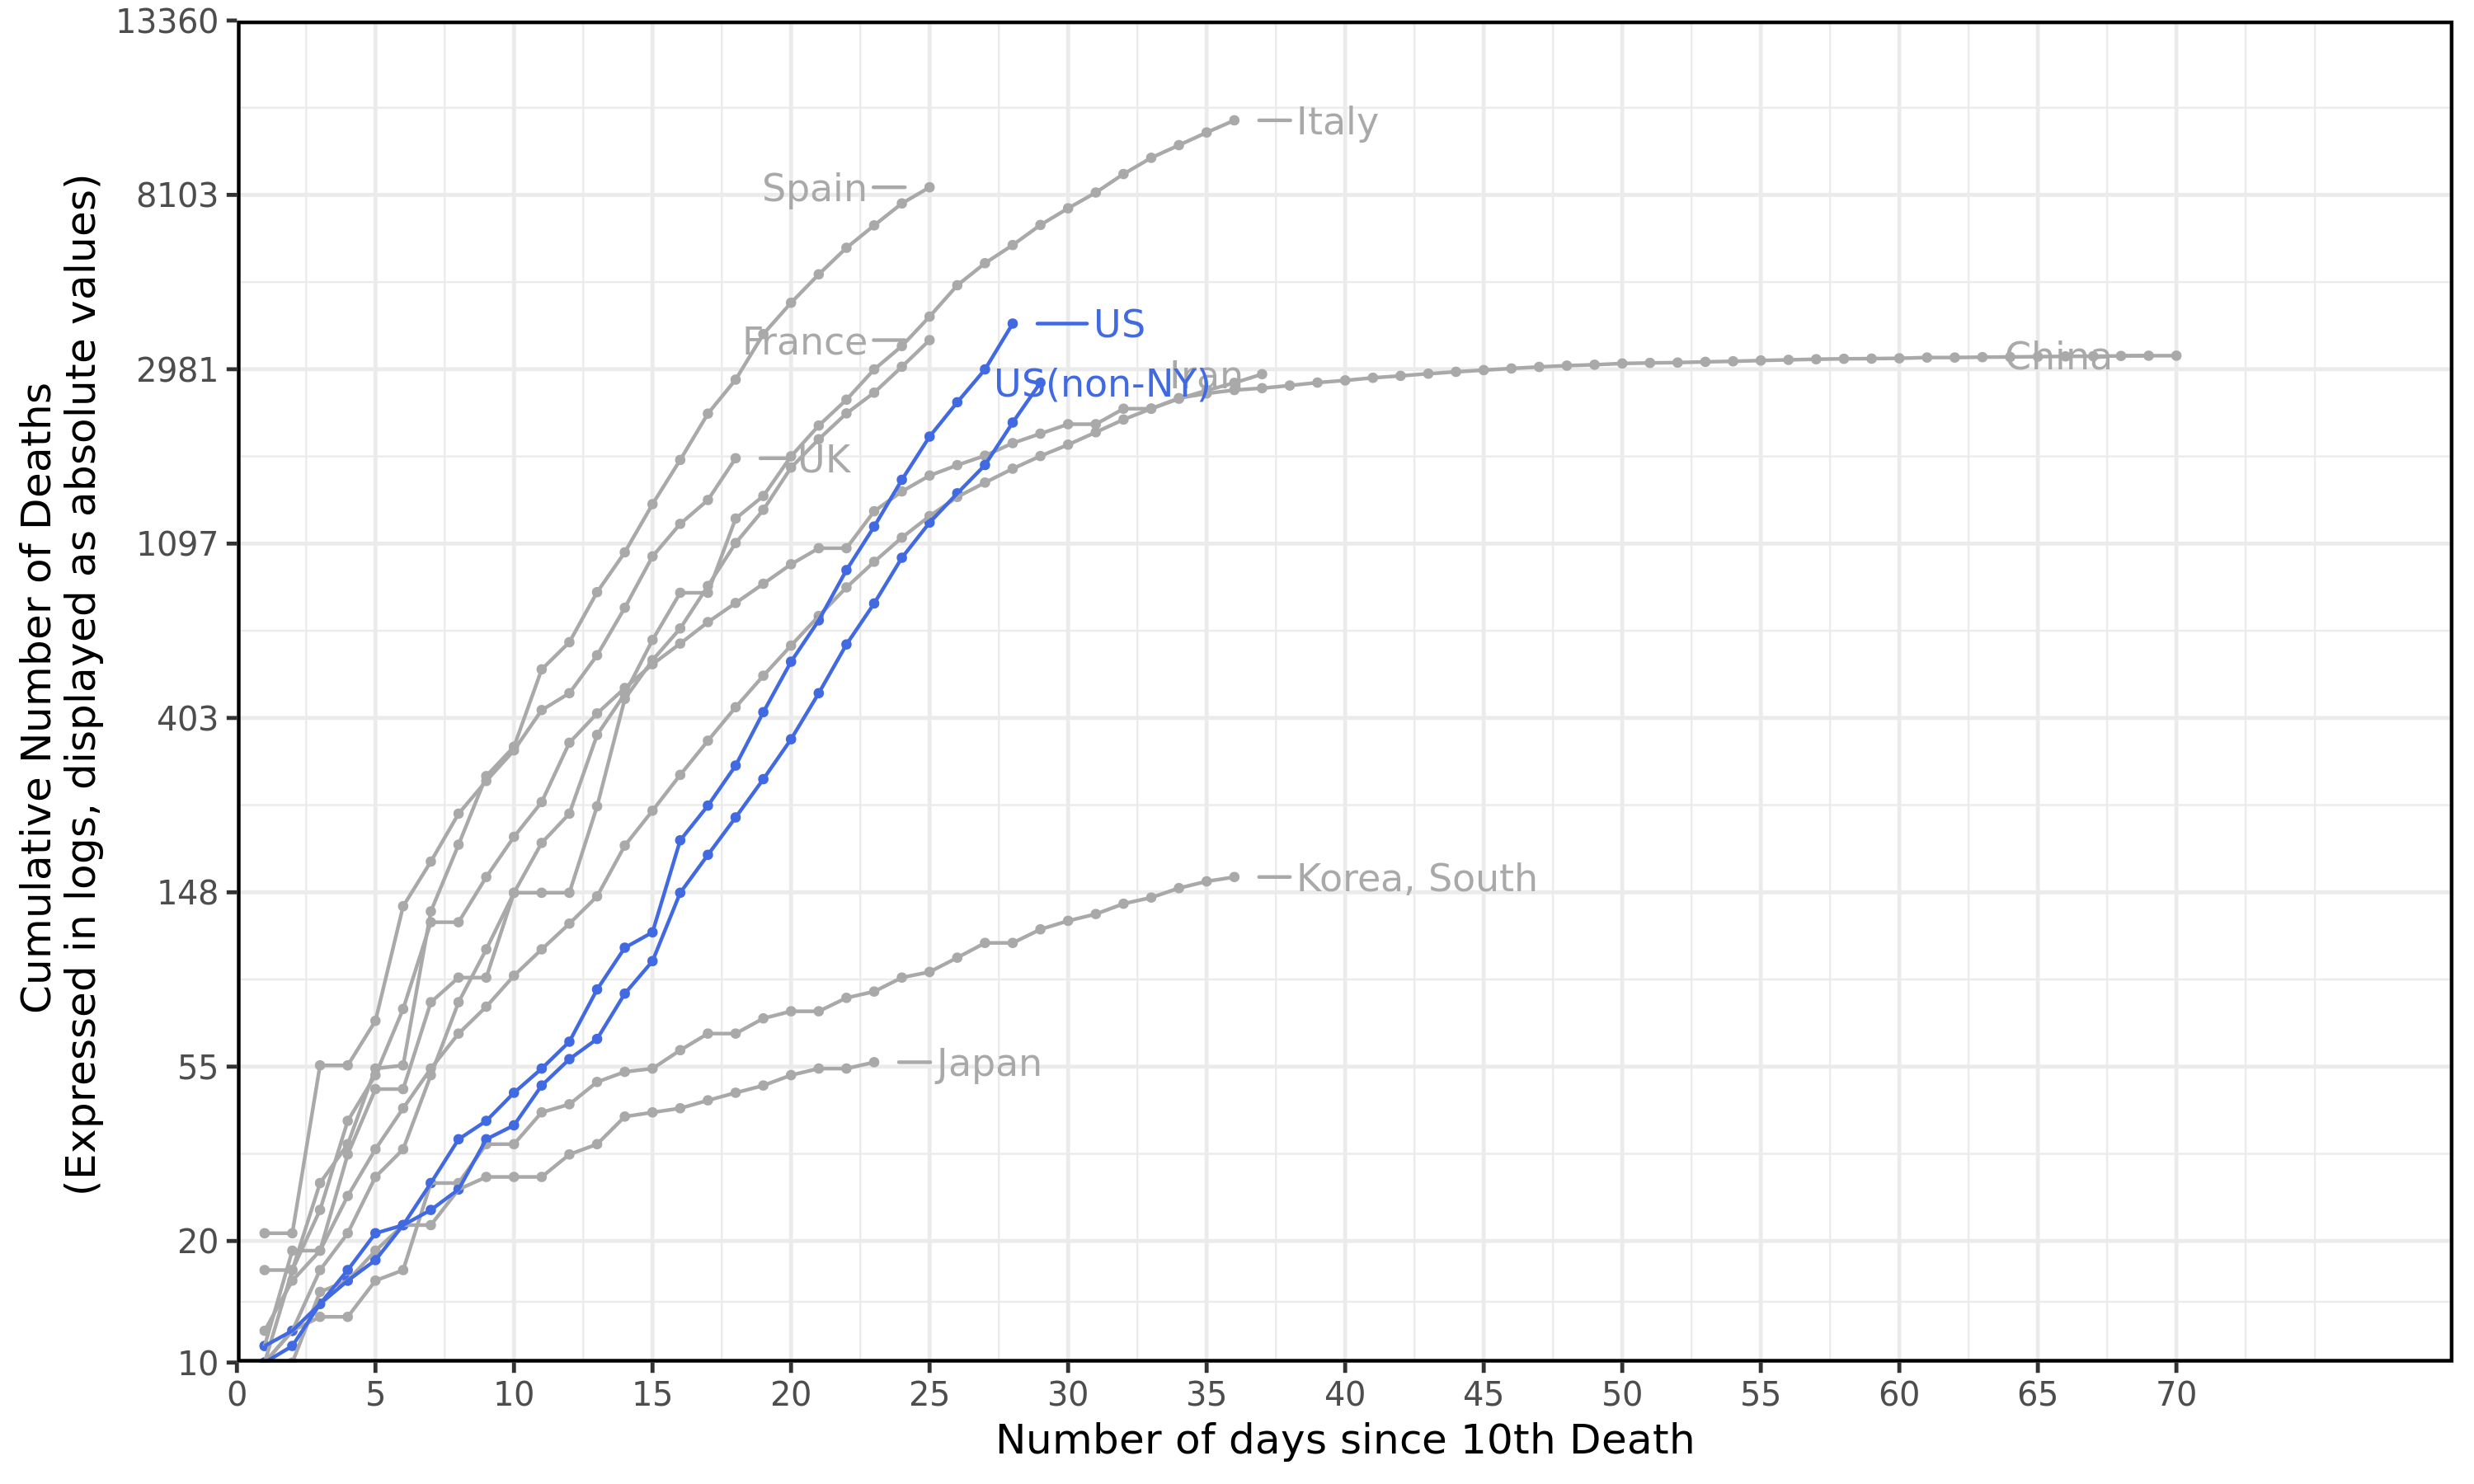 Cumulative Number of Deaths
(Expressed in logs, displayed as absolute values)
13360
8103
2981
1097
403
148
55
20
10
Italy
Spain
US
France
China
Iran
US(non-NY)
UK
Korea, South
Japan
0 5 10 15 20 25 30 35 40 45 50 55 60 65 70
Number of days since 10th Death